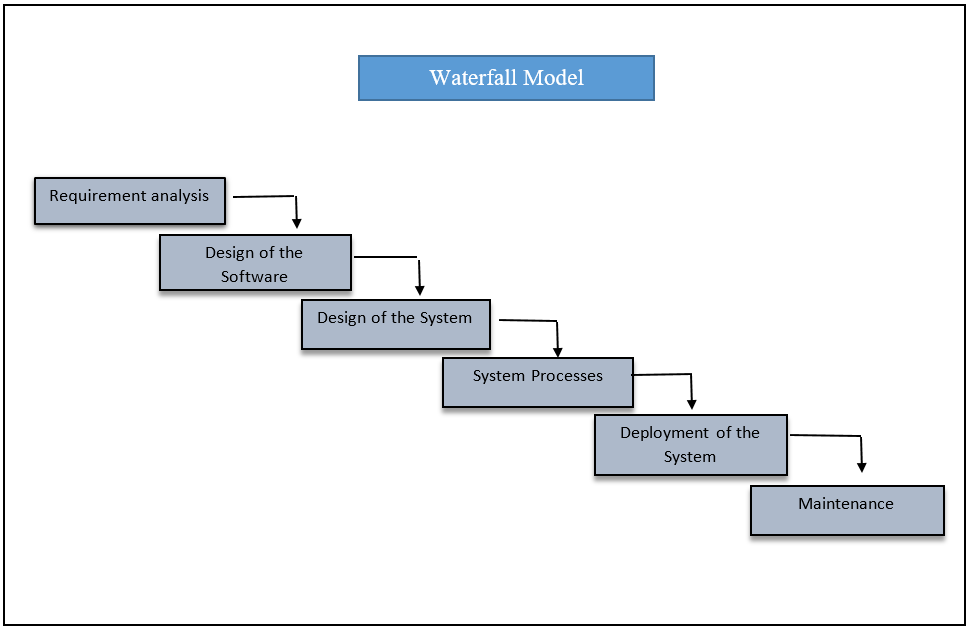 Waterfall Model
Requirement analysis
Design of the
Software
Design of the System
System Processes
Deployment of the
System
Maintenance